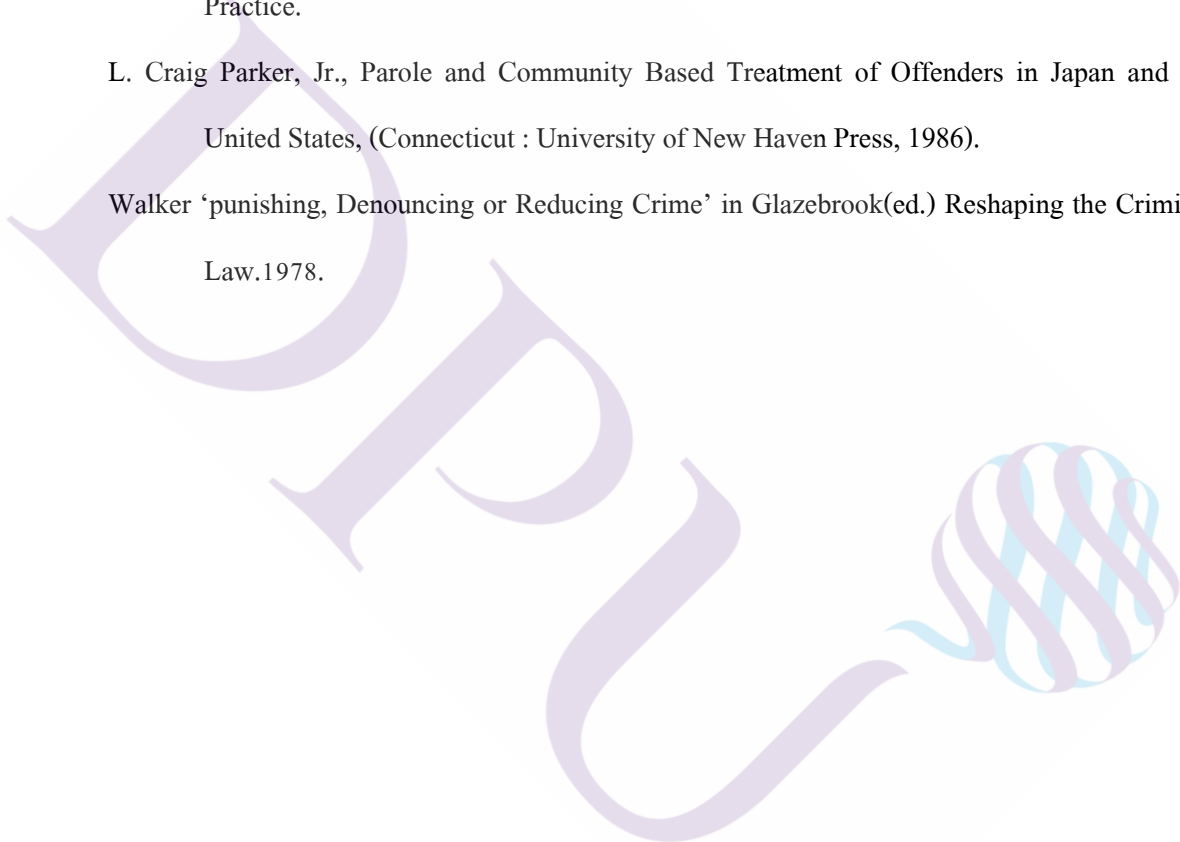 Practice.
L. Craig Parker, Jr., Parole and Community Based Treatment of Offenders in Japan and
United States, (Connecticut : University of New Haven Press, 1986).
Walker ‘punishing, Denouncing or Reducing Crime’ in Glazebrook(ed.) Reshaping the Crimi
Law.1978.
DPU